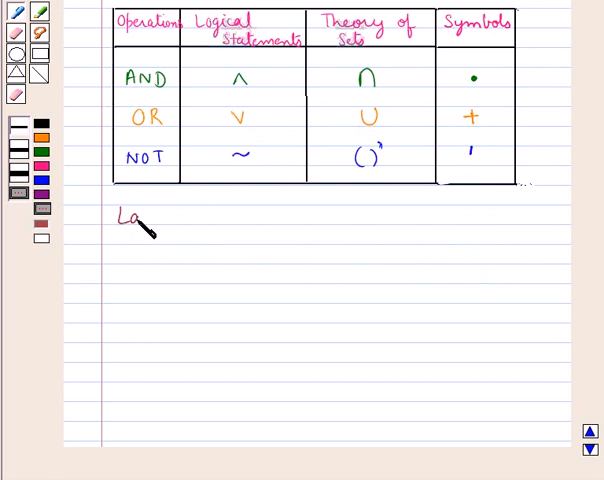 Operations Logical Statements Theory of Sets Symbols
AND ∧ ∩ •
OR ∨ ∪ +
NOT ~ ( )' '
La